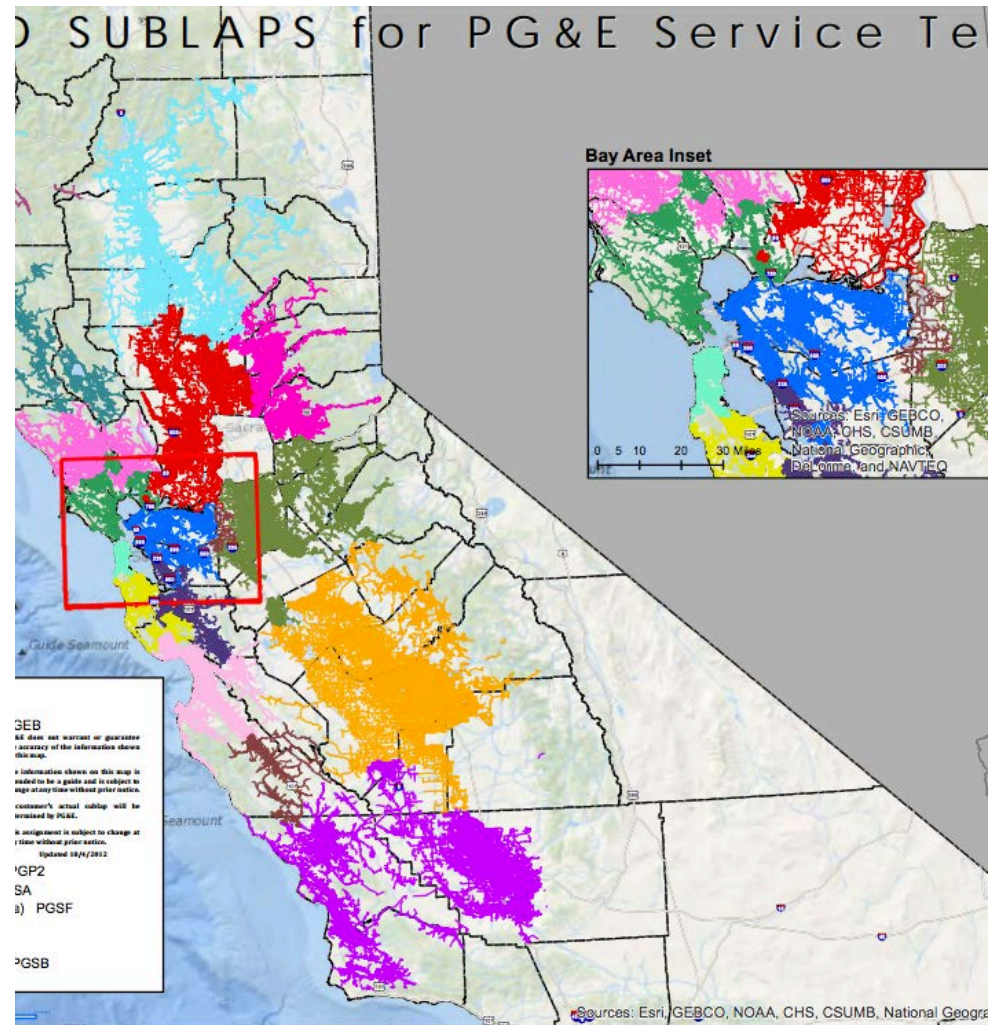 O SUBLAPS for PG&E Service Te
Bay Area Inset
Sources: Esri, GEBCO,
NOAA, CHS, CSUMB,
National Geographic,
DeLorme, and NAVTEQ
0 5 10 20 30 Miles
Sacra
Guide Seamount
Seamount
GEB
&E does not warrant or guarantee
accuracy of the information shown
this map.
e information shown on this map is
ended to be a guide and is subject to
ange at any time without prior notice.
customer's actual sublap will be
ermined by PG&E.
is assignment is subject to change at
y time without prior notice.
Updated 10/4/2012
PGP2
SA
a) PGSF
PGSB
Sources: Esri, GEBCO, NOAA, CHS, CSUMB, National Geogra